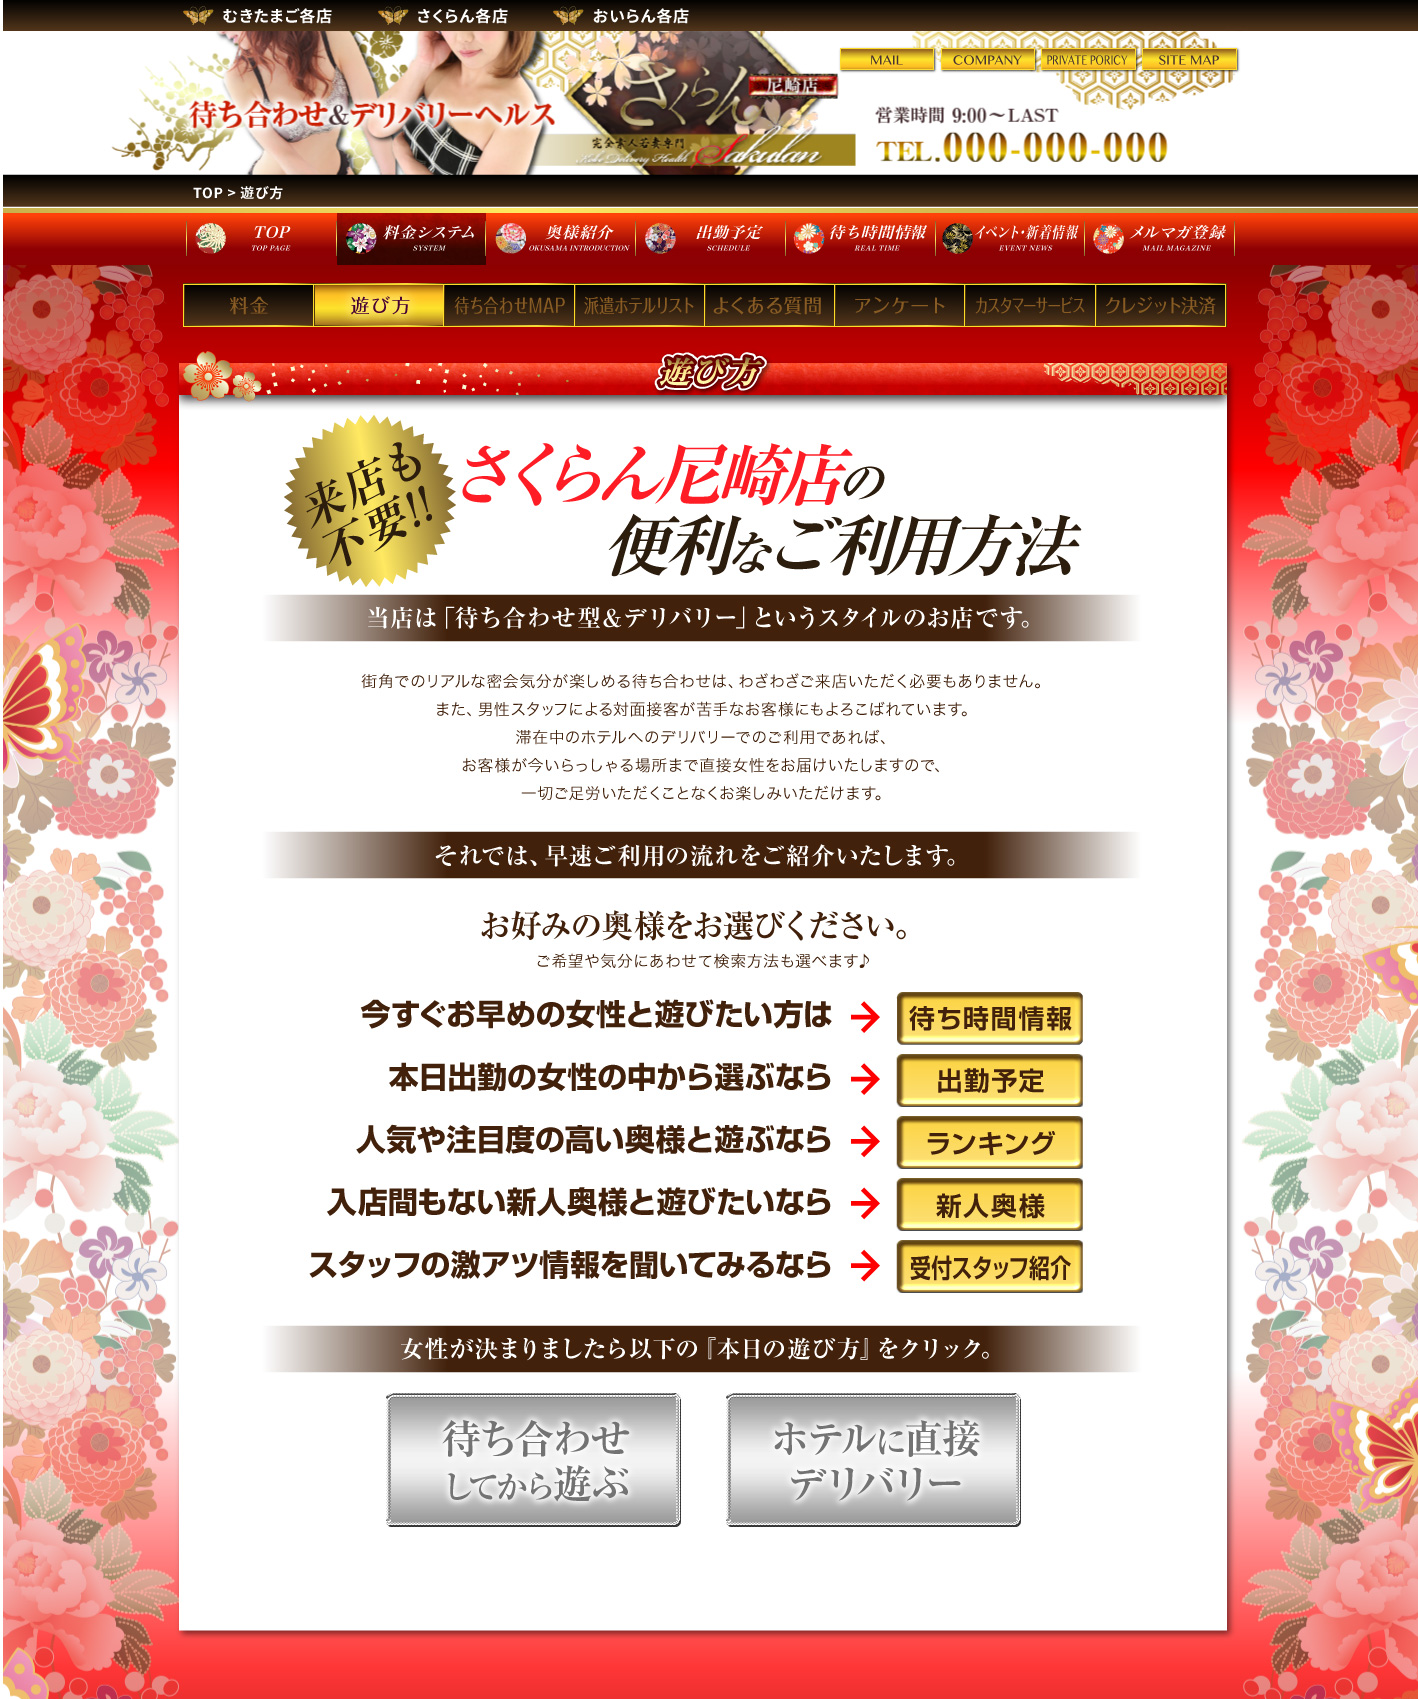 むきたまご各店 さくらん各店 おいらん各店
待ち合わせ&デリバリーヘルス
さくらん 尼崎店
完全素人若妻専門
Sakulan
MAIL COMPANY PRIVATE PORICY SITE MAP
営業時間 9:00～LAST
TEL.000-000-000
TOP > 遊び方
TOP 料金システム 奥様紹介 出勤予定 待ち時間情報 イベント・新着情報 メルマガ登録
TOP PAGE SYSTEM OKUSAMA INTRODUCTION SCHEDULE REAL TIME EVENT NEWS MAIL MAGAZINE
料金 遊び方 待ち合わせMAP 派遣ホテルリスト よくある質問 アンケート カスタマーサービス クレジット決済
遊び方
来店も
不要!!
さくらん尼崎店の
便利なご利用方法
当店は「待ち合わせ型&デリバリー」というスタイルのお店です。
街角でのリアルな密会気分が楽しめる待ち合わせは、わざわざご来店いただく必要もありません。
また、男性スタッフによる対面接客が苦手なお客様にもよろこばれています。
滞在中のホテルへのデリバリーでのご利用であれば、
お客様が今いらっしゃる場所まで直接女性をお届けいたしますので、
一切ご足労いただくことなくお楽しみいただけます。
それでは、早速ご利用の流れをご紹介いたします。
お好みの奥様をお選びください。
ご希望や気分にあわせて検索方法も選べます♪
今すぐお早めの女性と遊びたい方は → 待ち時間情報
本日出勤の女性の中から選ぶなら → 出勤予定
人気や注目度の高い奥様と遊ぶなら → ランキング
入店間もない新人奥様と遊びたいなら → 新人奥様
スタッフの激アツ情報を聞いてみるなら → 受付スタッフ紹介
女性が決まりましたら以下の『本日の遊び方』をクリック。
待ち合わせ
してから遊ぶ
ホテルに直接
デリバリー